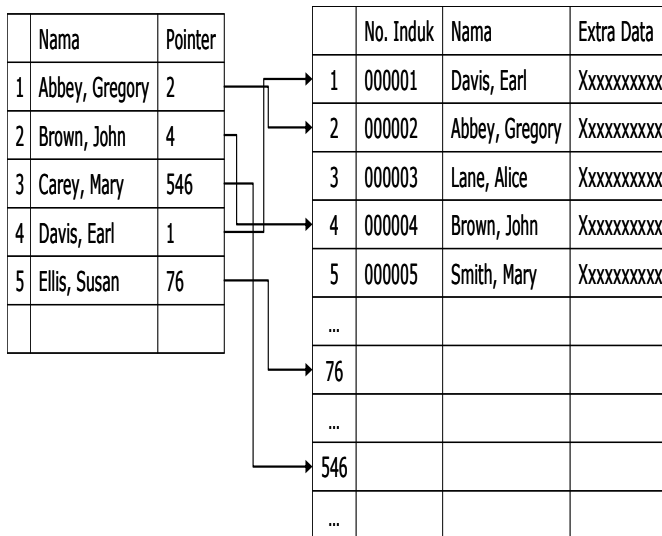 Nama Pointer
1 Abbey, Gregory 2
2 Brown, John 4
3 Carey, Mary 546
4 Davis, Earl 1
5 Ellis, Susan 76
No. Induk Nama Extra Data
1 000001 Davis, Earl Xxxxxxxxxx
2 000002 Abbey, Gregory Xxxxxxxxxx
3 000003 Lane, Alice Xxxxxxxxxx
4 000004 Brown, John Xxxxxxxxxx
5 000005 Smith, Mary Xxxxxxxxxx
...
76
...
546
...